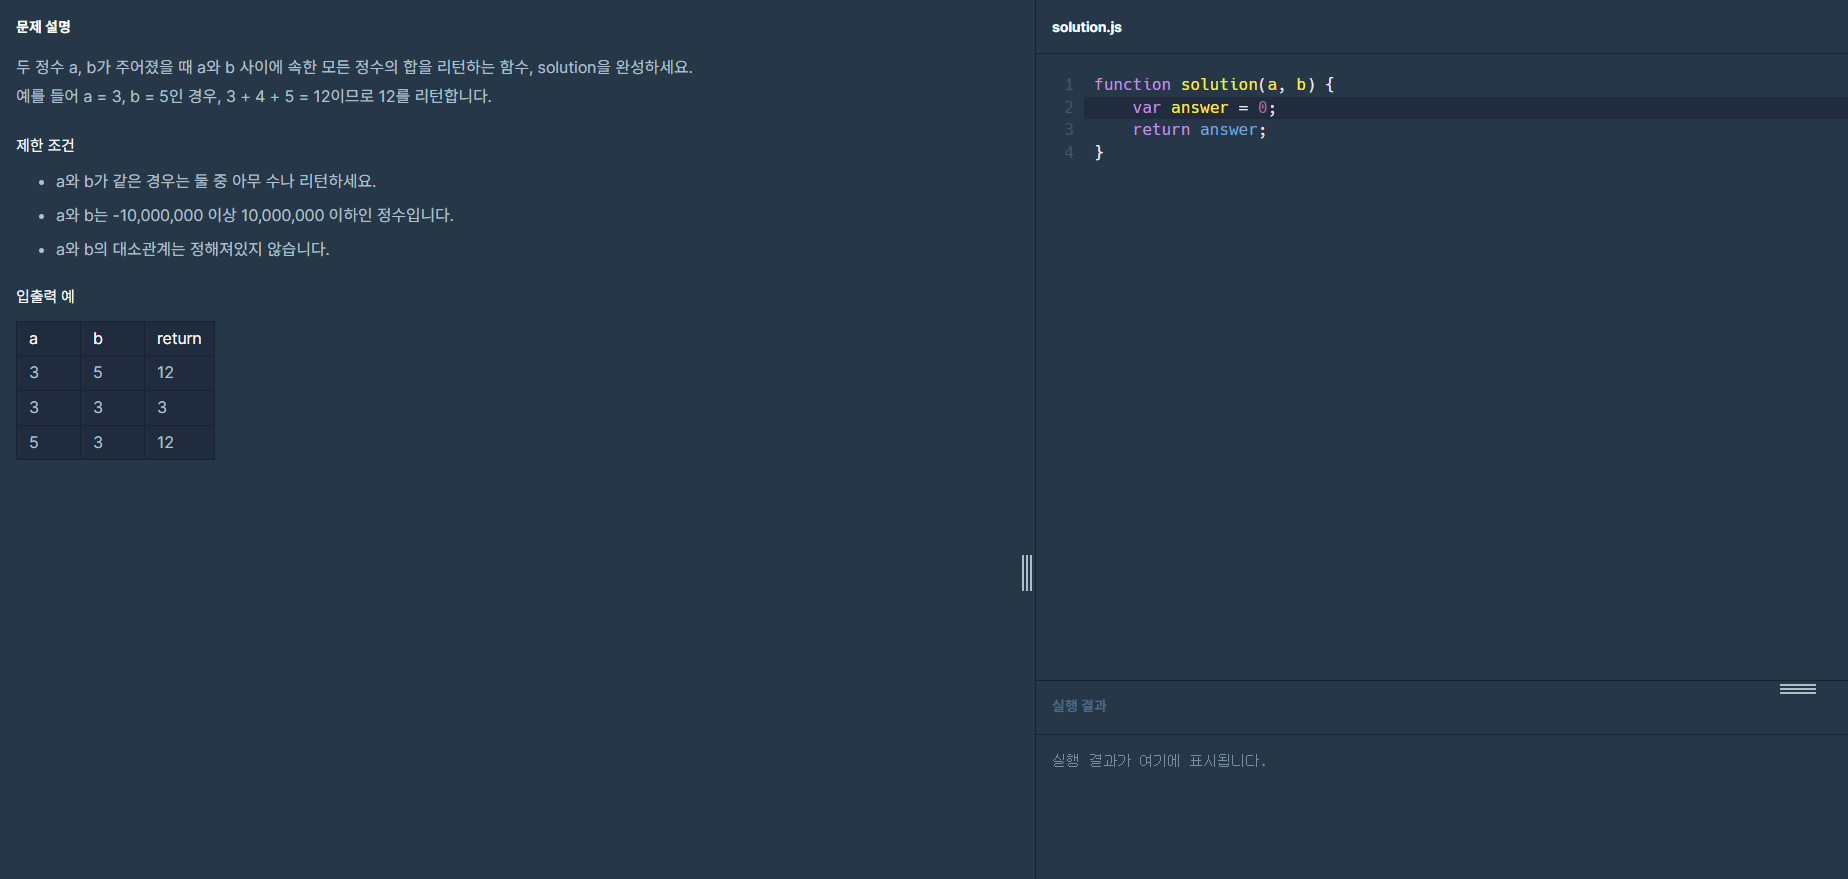 문제 설명
두 정수 a, b가 주어졌을 때 a와 b 사이에 속한 모든 정수의 합을 리턴하는 함수, solution을 완성하세요.
예를 들어 a = 3, b = 5인 경우, 3 + 4 + 5 = 12이므로 12를 리턴합니다.
제한 조건
• a와 b가 같은 경우는 둘 중 아무 수나 리턴하세요.
• a와 b는 -10,000,000 이상 10,000,000 이하인 정수입니다.
• a와 b의 대소관계는 정해져있지 않습니다.
입출력 예
a b return
3 5 12
3 3 3
5 3 12
solution.js
1 function solution(a, b) {
2     var answer = 0;
3     return answer;
4 }
실행 결과
실행 결과가 여기에 표시됩니다.